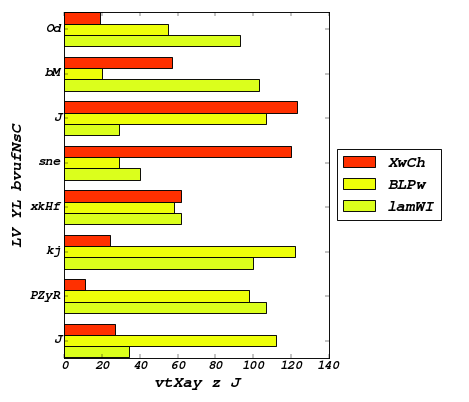 Od
bM
J
sne
xkHf
kj
PZyR
J
LV YL bvufNsC
0 20 40 60 80 100 120 140
vtXay z J
XwCh
BLPw
lamWI